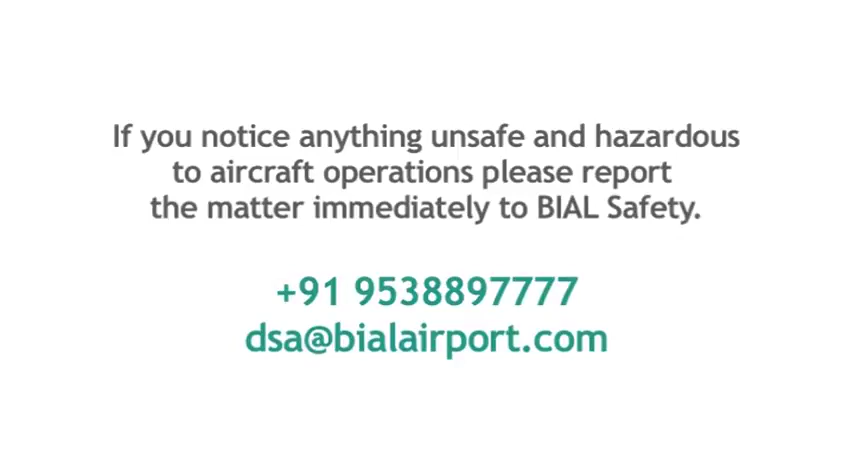 If you notice anything unsafe and hazardous
to aircraft operations please report
the matter immediately to BIAL Safety.
+91 9538897777
dsa@bialairport.com